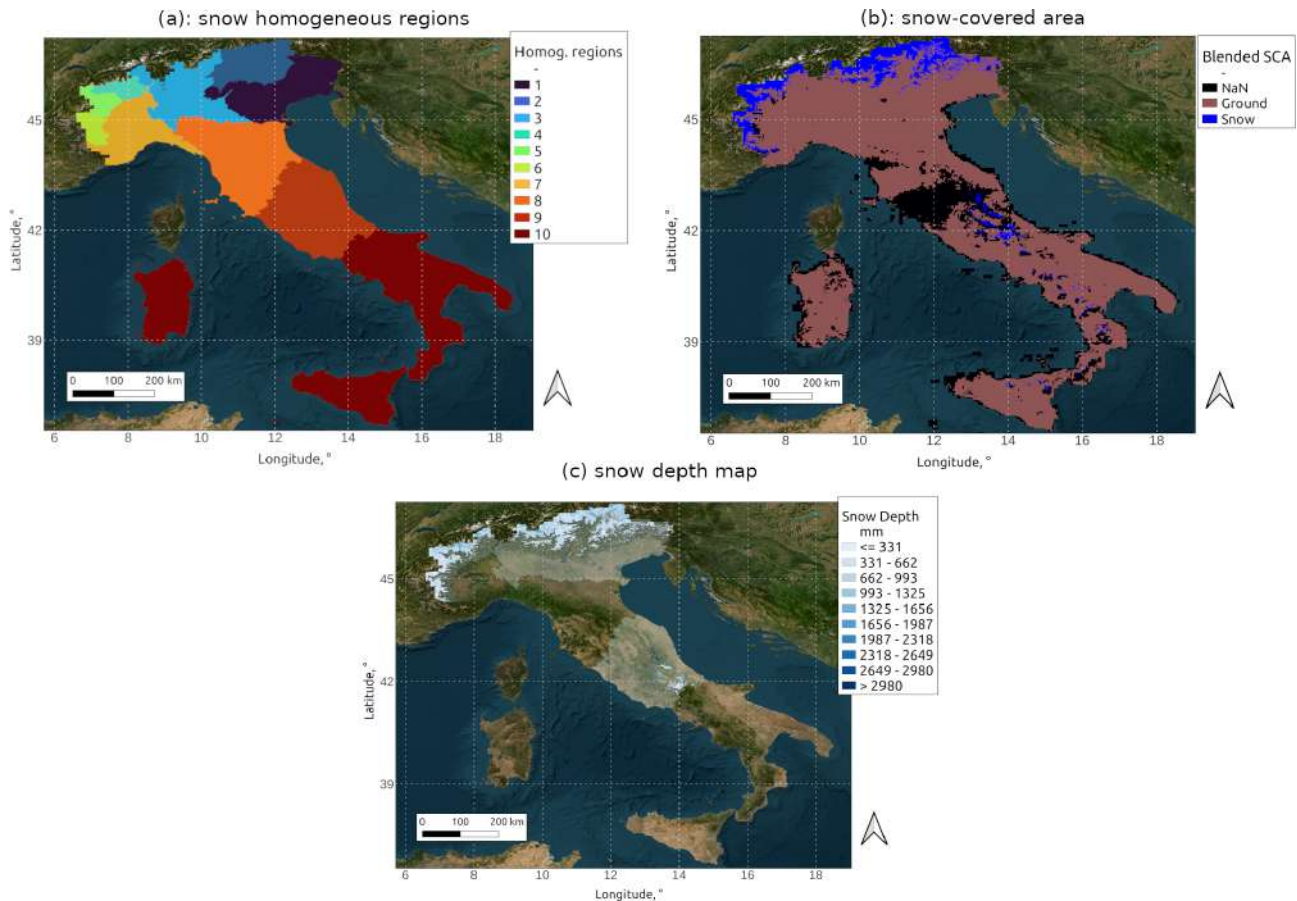 (a): snow homogeneous regions
Homog. regions
-
1
2
3
4
5
6
7
8
9
10
45
42
39
Latitude, °
0 100 200 km
6 8 10 12 14 16 18
Longitude, °
(b): snow-covered area
Blended SCA
-
NaN
Ground
Snow
45
42
39
Latitude, °
0 100 200 km
6 8 10 12 14 16 18
Longitude, °
(c) snow depth map
Snow Depth
mm
<= 331
331 - 662
662 - 993
993 - 1325
1325 - 1656
1656 - 1987
1987 - 2318
2318 - 2649
2649 - 2980
> 2980
45
42
39
Latitude, °
0 100 200 km
6 8 10 12 14 16 18
Longitude, °